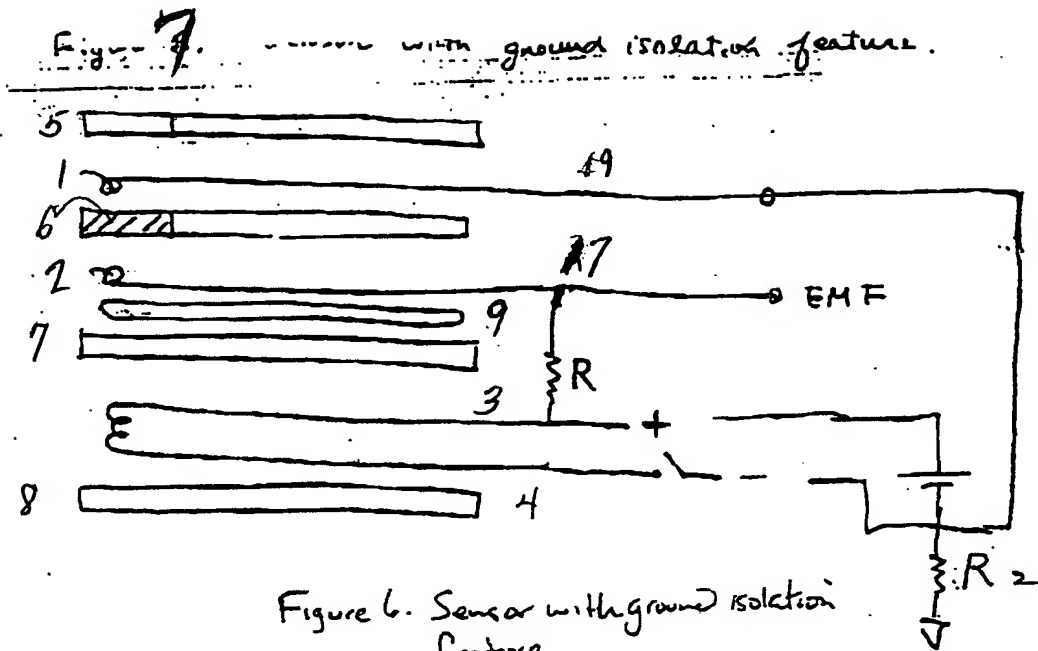 Figure 7. with ground isolation feature.
5
1
19
6
2
17
EMF
9
7
R
3
+
-
8
4
R 2
Figure 6. Sensor with ground isolation